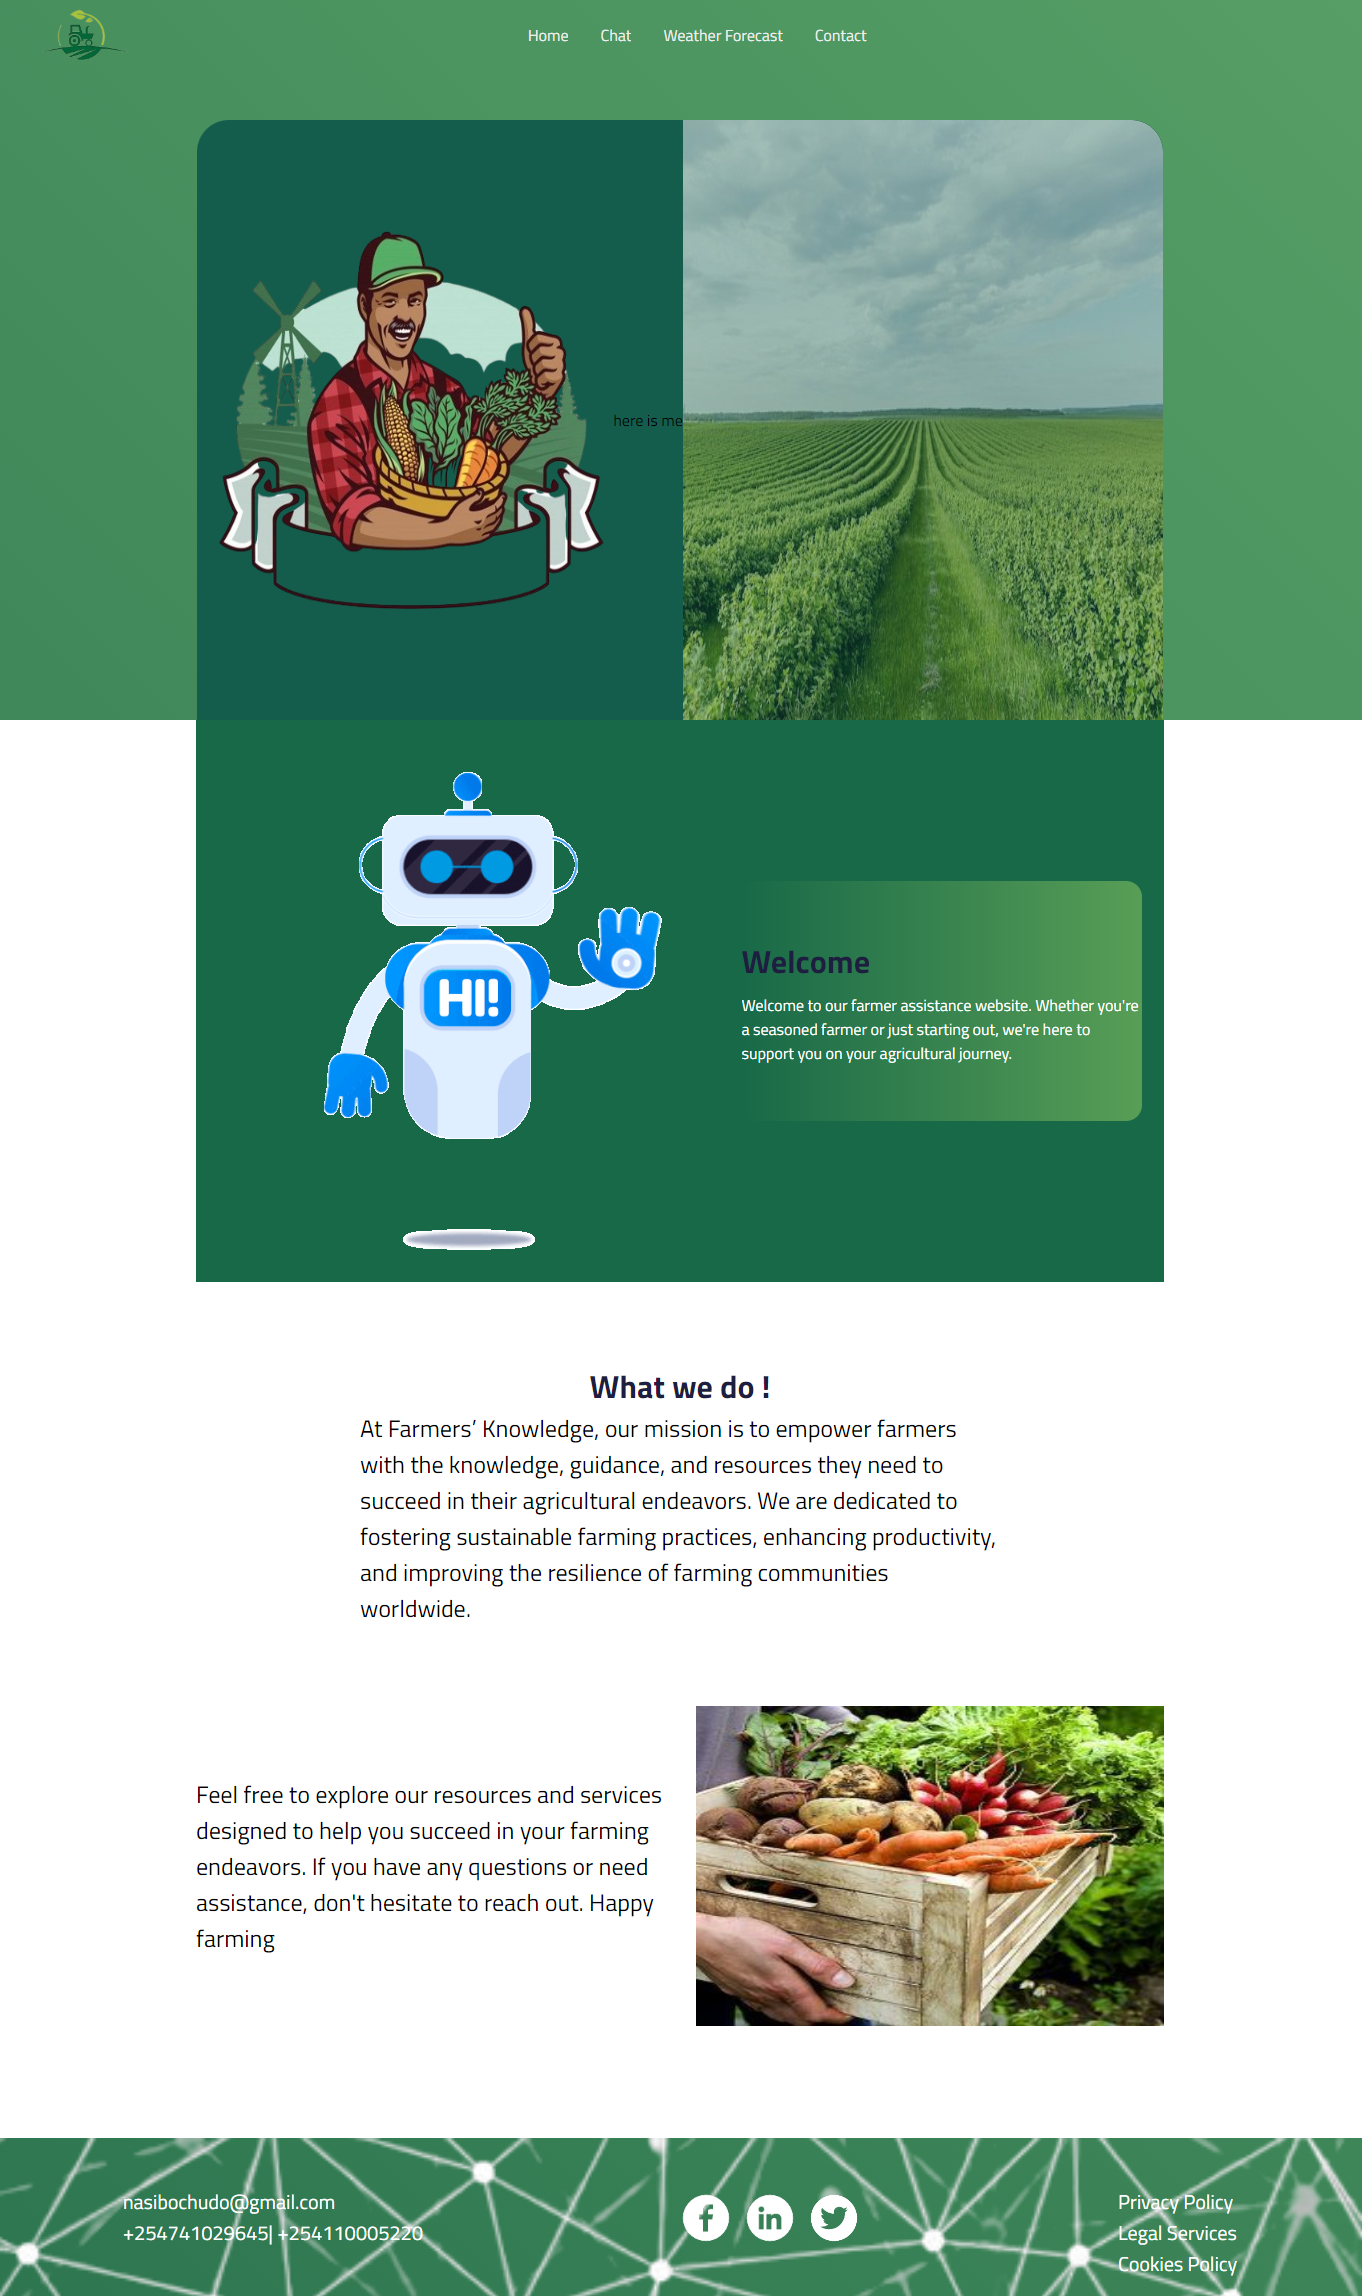 Home
Chat
Weather Forecast
Contact
here is me
HI!
Welcome
Welcome to our farmer assistance website. Whether you're
a seasoned farmer or just starting out, we're here to
support you on your agricultural journey.
What we do !
At Farmers’ Knowledge, our mission is to empower farmers
with the knowledge, guidance, and resources they need to
succeed in their agricultural endeavors. We are dedicated to
fostering sustainable farming practices, enhancing productivity,
and improving the resilience of farming communities
worldwide.
Feel free to explore our resources and services
designed to help you succeed in your farming
endeavors. If you have any questions or need
assistance, don't hesitate to reach out. Happy
farming
nasibochudo@gmail.com
+254741029645| +254110005220
Privacy Policy
Legal Services
Cookies Policy